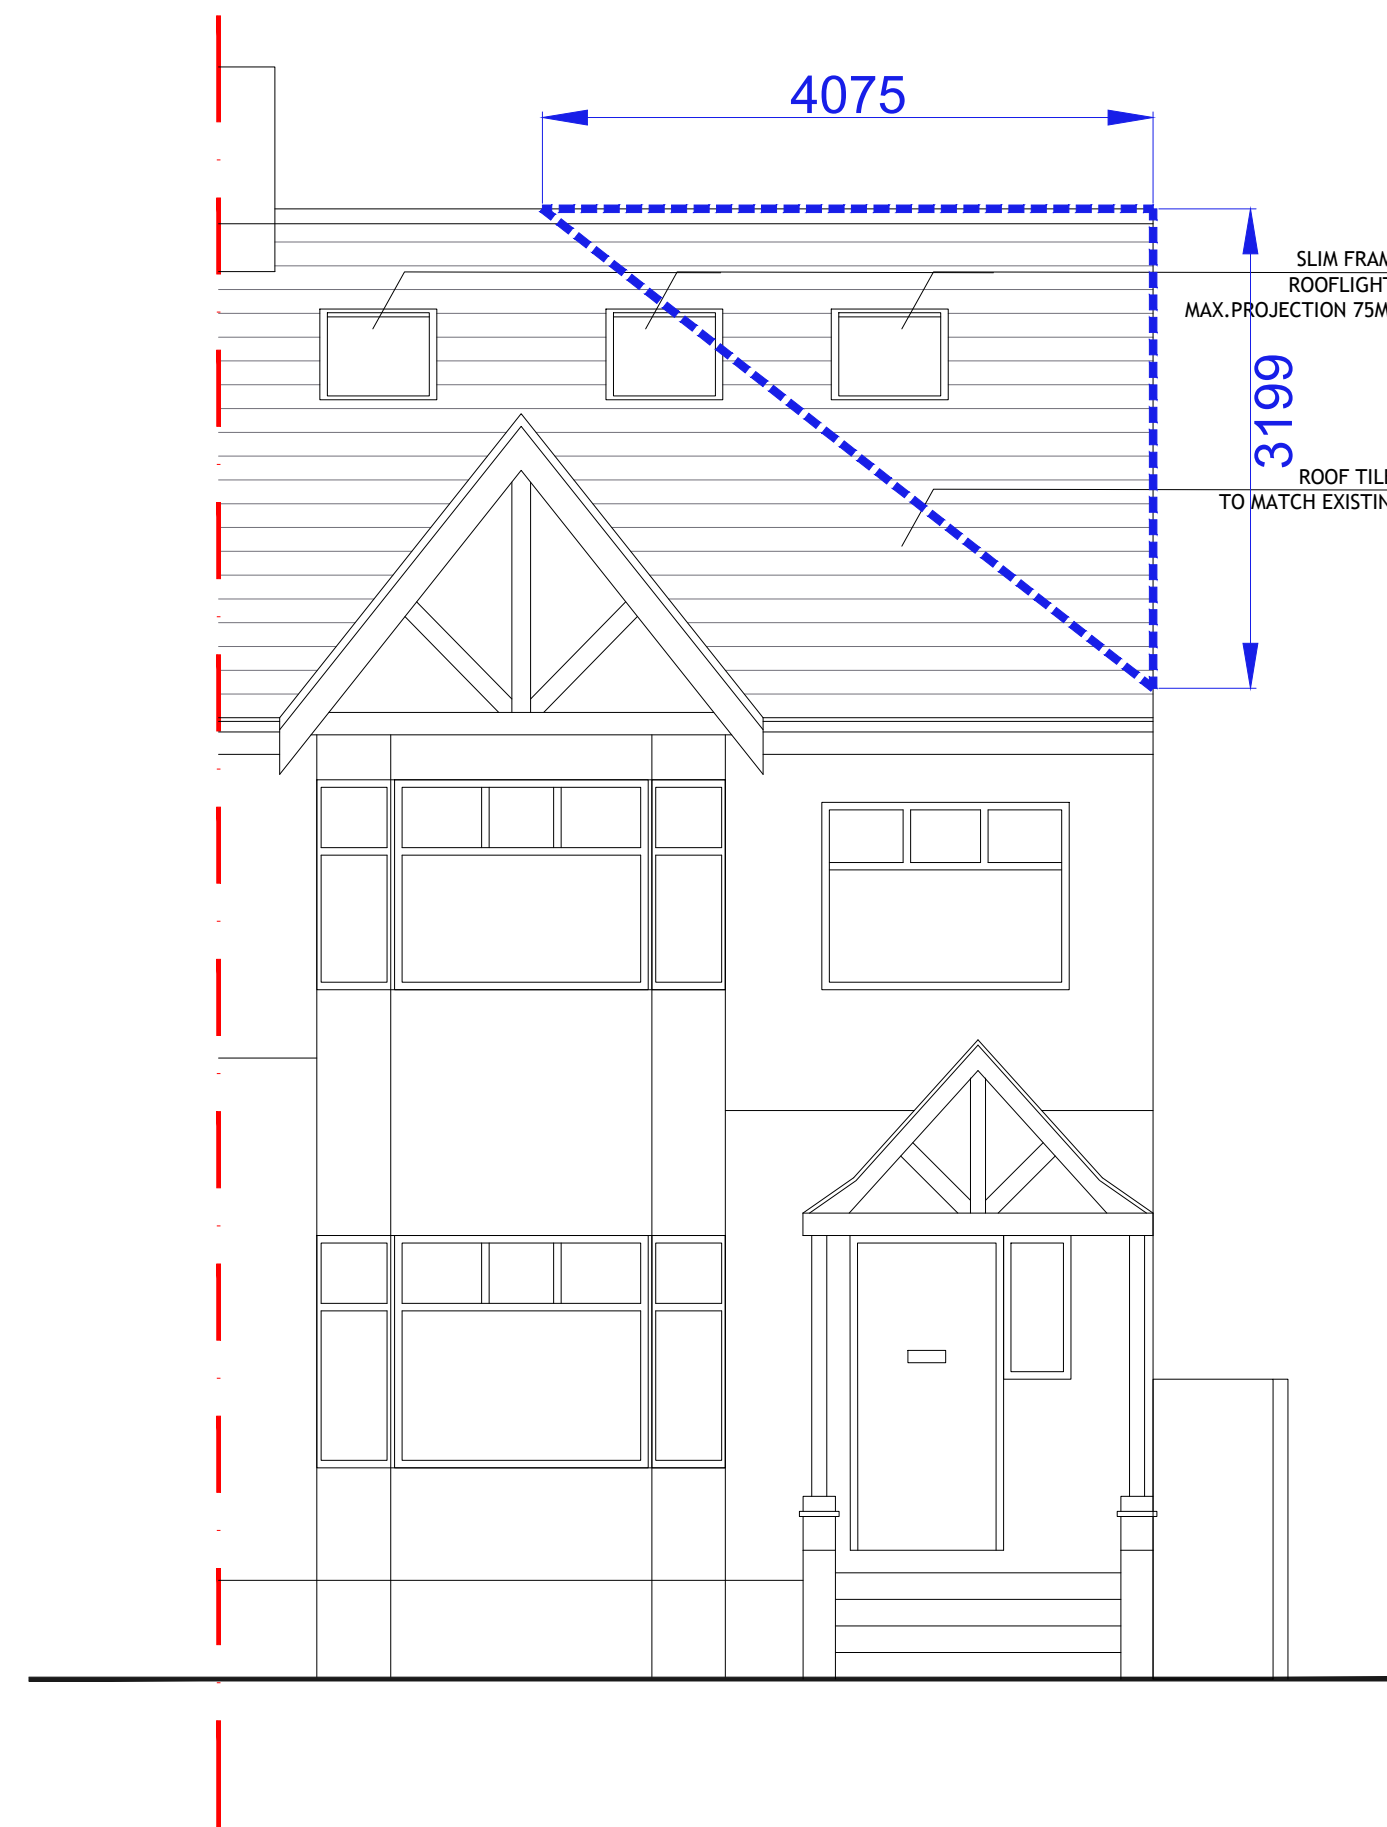 4075
SLIM FRAM
ROOFLIGHT
MAX.PROJECTION 75M
3199
ROOF TIL
TO MATCH EXISTIN